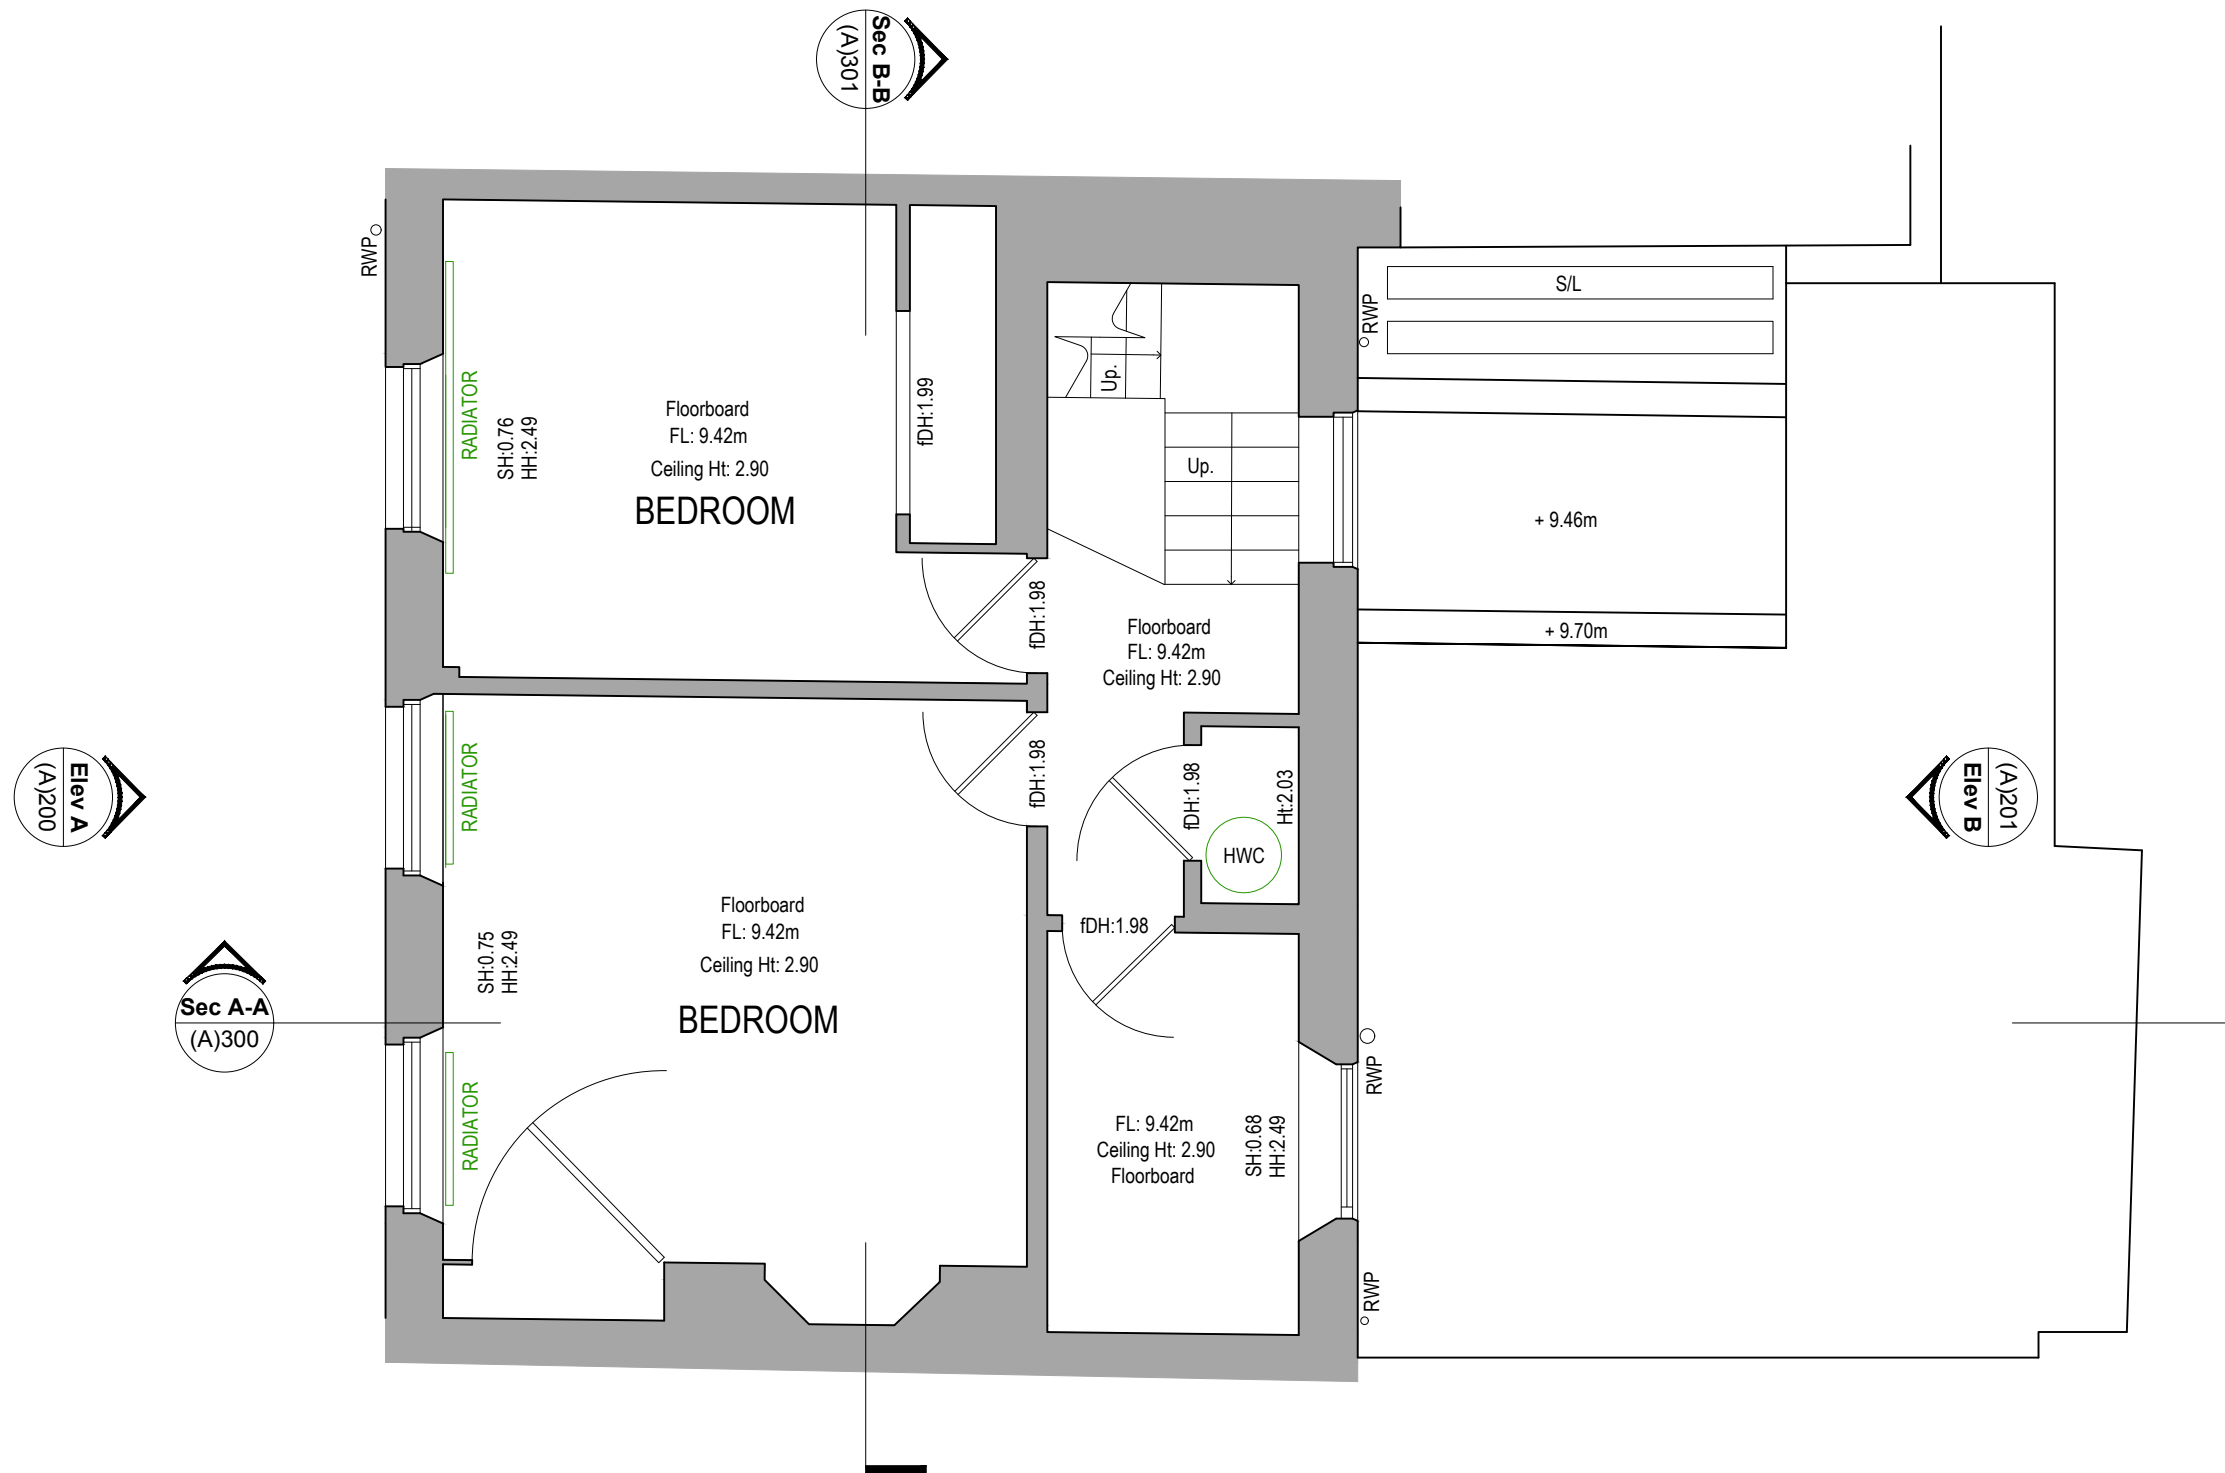 Sec B-B
(A)301
RWP
S/L
RWP
RADIATOR
SH:0.76
HH:2.49
Floorboard
FL: 9.42m
Ceiling Ht: 2.90
BEDROOM
fDH:1.99
Up.
Up.
+ 9.46m
+ 9.70m
fDH:1.98
Floorboard
FL: 9.42m
Ceiling Ht: 2.90
Elev A
(A)200
RADIATOR
fDH:1.98
fDH:1.98
Ht:2.03
HWC
(A)201
Elev B
Floorboard
FL: 9.42m
Ceiling Ht: 2.90
BEDROOM
SH:0.75
HH:2.49
fDH:1.98
Sec A-A
(A)300
RADIATOR
FL: 9.42m
Ceiling Ht: 2.90
Floorboard
SH:0.68
HH:2.49
RWP
RWP